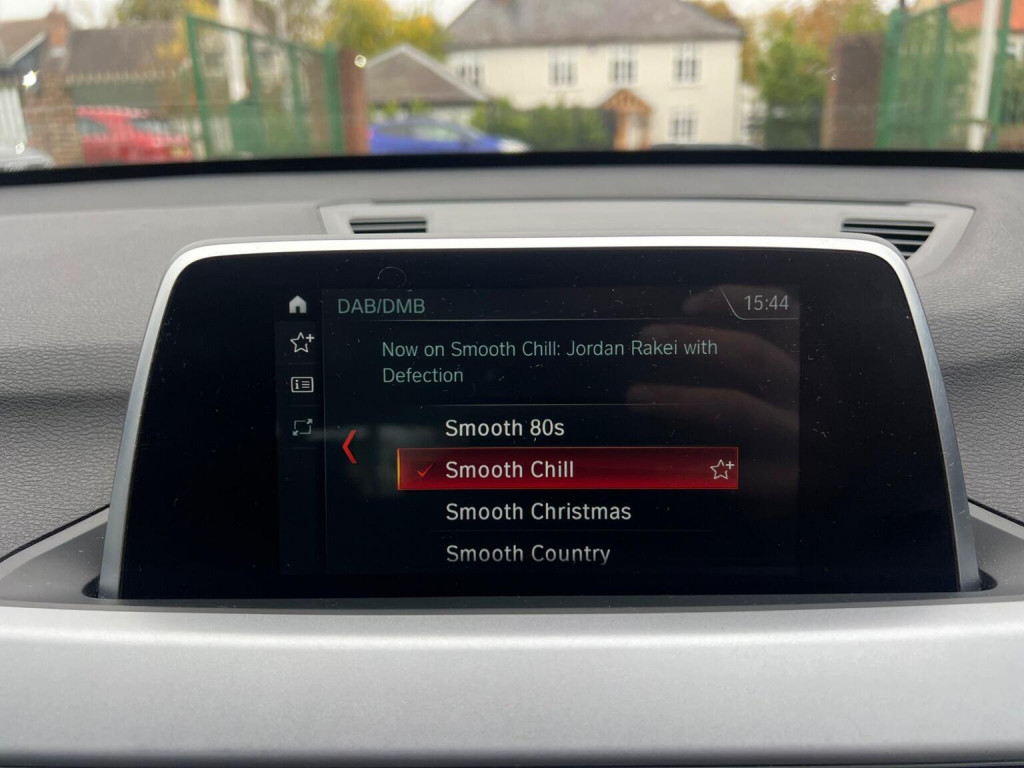 DAB/DMB
15:44
Now on Smooth Chill: Jordan Rakei with
Defection
Smooth 80s
Smooth Chill
Smooth Christmas
Smooth Country